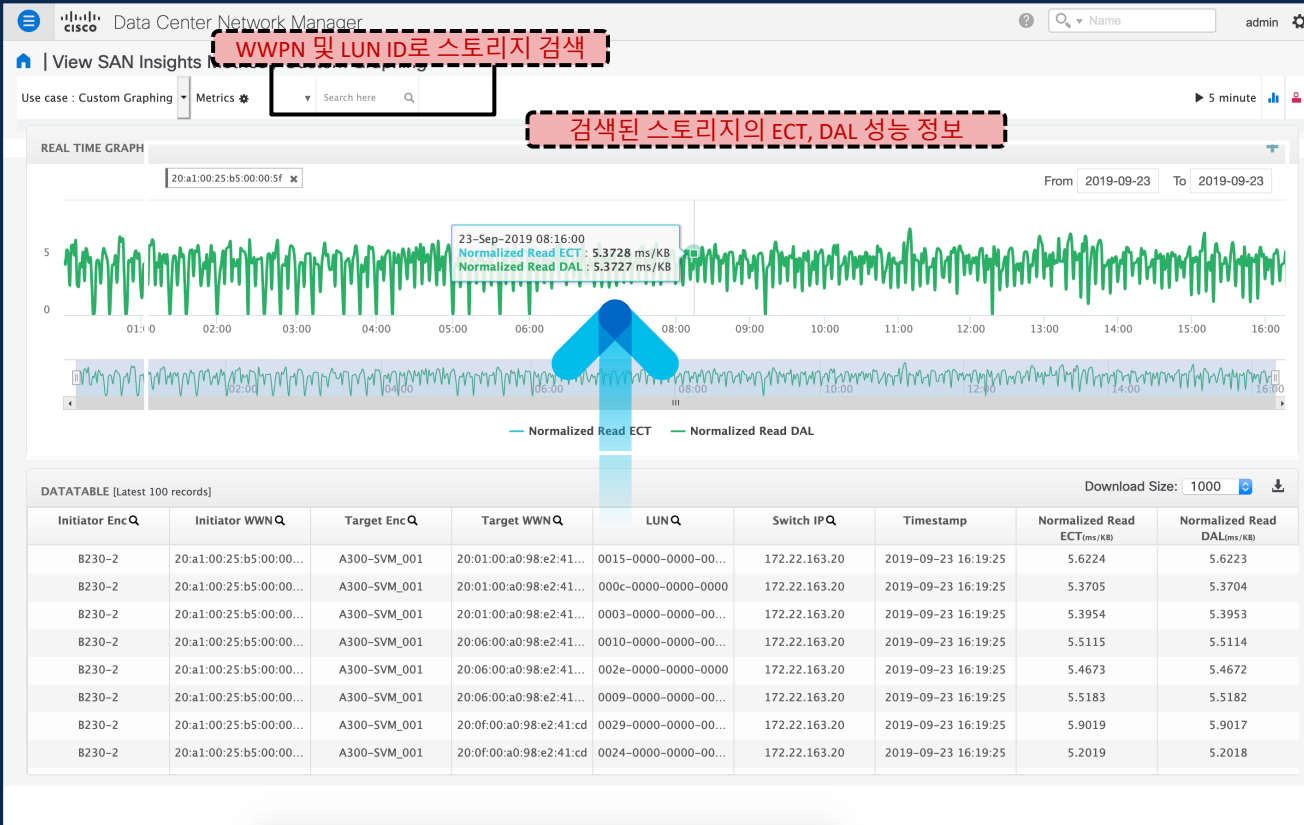 cisco Data Center Network Manager
Name
admin
WWPN 및 LUN ID로 스토리지 검색
View SAN Insights
Use case : Custom Graphing Metrics
Search here
5 minute
검색된 스토리지의 ECT, DAL 성능 정보
REAL TIME GRAPH
20:a1:00:25:b5:00:00:5f
From 2019-09-23 To 2019-09-23
23-Sep-2019 08:16:00
Normalized Read ECT : 5.3728 ms/KB
Normalized Read DAL : 5.3727 ms/KB
5
0
02:00 03:00 04:00 05:00 06:00 08:00 09:00 10:00 11:00 12:00 13:00 14:00 15:00 16:00
02:00 04:00 06:00 08:00 10:00 12:00 14:00 16:00
Normalized Read ECT Normalized Read DAL
DATATABLE [Latest 100 records]
Download Size: 1000
Initiator Enc Initiator WWN Target Enc Target WWN LUN Switch IP Timestamp Normalized Read ECT(ms/KB) Normalized Read DAL(ms/KB)
B230-2 20:a1:00:25:b5:00:00... A300-SVM_001 20:01:00:a0:98:e2:41... 0015-0000-0000-00... 172.22.163.20 2019-09-23 16:19:25 5.6224 5.6223
B230-2 20:a1:00:25:b5:00:00... A300-SVM_001 20:01:00:a0:98:e2:41... 000c-0000-0000-0000 172.22.163.20 2019-09-23 16:19:25 5.3705 5.3704
B230-2 20:a1:00:25:b5:00:00... A300-SVM_001 20:01:00:a0:98:e2:41... 0003-0000-0000-00... 172.22.163.20 2019-09-23 16:19:25 5.3954 5.3953
B230-2 20:a1:00:25:b5:00:00... A300-SVM_001 20:06:00:a0:98:e2:41... 0010-0000-0000-00... 172.22.163.20 2019-09-23 16:19:25 5.5115 5.5114
B230-2 20:a1:00:25:b5:00:00... A300-SVM_001 20:06:00:a0:98:e2:41... 002e-0000-0000-0000 172.22.163.20 2019-09-23 16:19:25 5.4673 5.4672
B230-2 20:a1:00:25:b5:00:00... A300-SVM_001 20:06:00:a0:98:e2:41... 0009-0000-0000-00... 172.22.163.20 2019-09-23 16:19:25 5.5183 5.5182
B230-2 20:a1:00:25:b5:00:00... A300-SVM_001 20:0f:00:a0:98:e2:41:cd 0029-0000-0000-00... 172.22.163.20 2019-09-23 16:19:25 5.9019 5.9017
B230-2 20:a1:00:25:b5:00:00... A300-SVM_001 20:0f:00:a0:98:e2:41:cd 0024-0000-0000-00... 172.22.163.20 2019-09-23 16:19:25 5.2019 5.2018